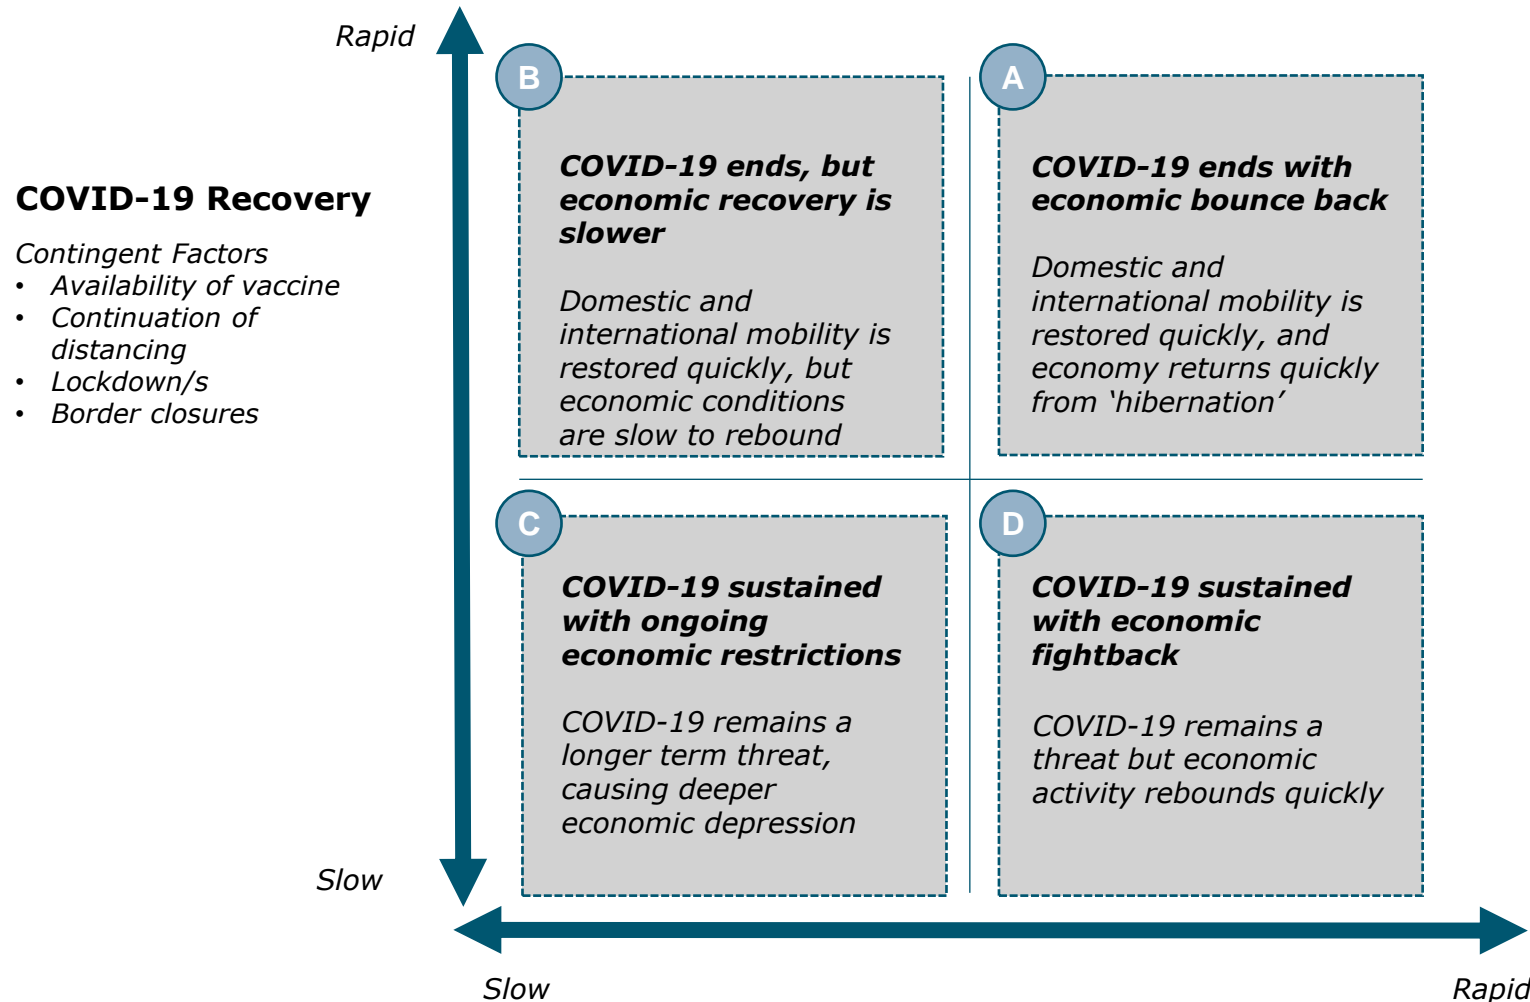 Rapid
COVID-19 Recovery
Contingent Factors
• Availability of vaccine
• Continuation of
distancing
• Lockdown/s
• Border closures
Slow
B
COVID-19 ends, but
economic recovery is
slower
Domestic and
international mobility is
restored quickly, but
economic conditions
are slow to rebound
A
COVID-19 ends with
economic bounce back
Domestic and
international mobility is
restored quickly, and
economy returns quickly
from ‘hibernation’
C
COVID-19 sustained
with ongoing
economic restrictions
COVID-19 remains a
longer term threat,
causing deeper
economic depression
D
COVID-19 sustained
with economic
fightback
COVID-19 remains a
threat but economic
activity rebounds quickly
Slow
Rapid